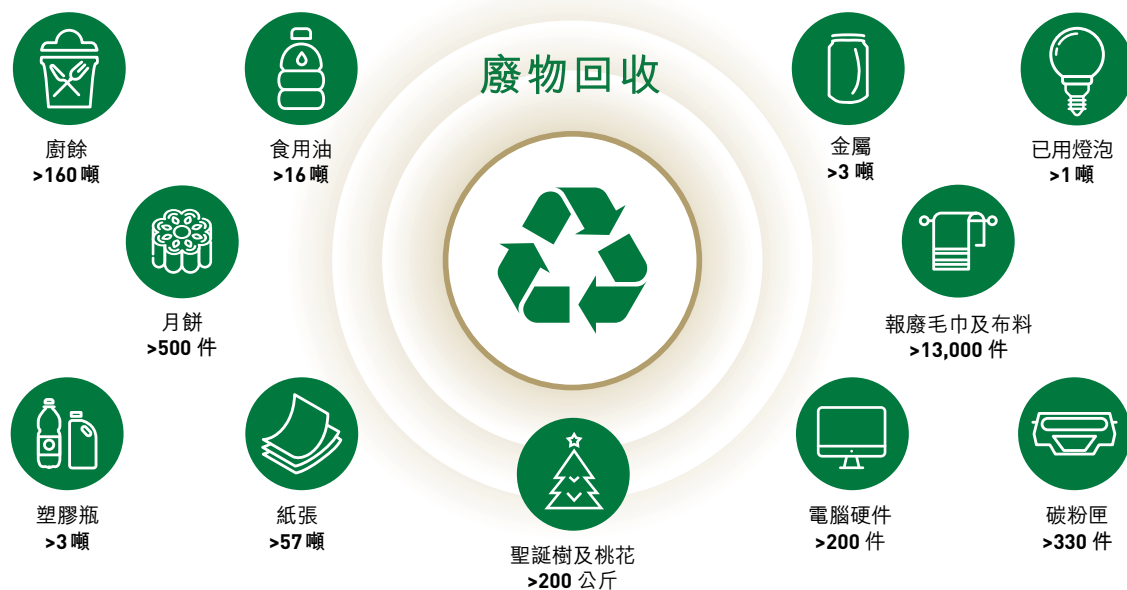 廢物回收
廚餘
>160 噸
食用油
>16 噸
金屬
>3 噸
已用燈泡
>1 噸
月餅
>500 件
報廢毛巾及布料
>13,000 件
塑膠瓶
>3 噸
紙張
>57 噸
聖誕樹及桃花
>200 公斤
電腦硬件
>200 件
碳粉匣
>330 件